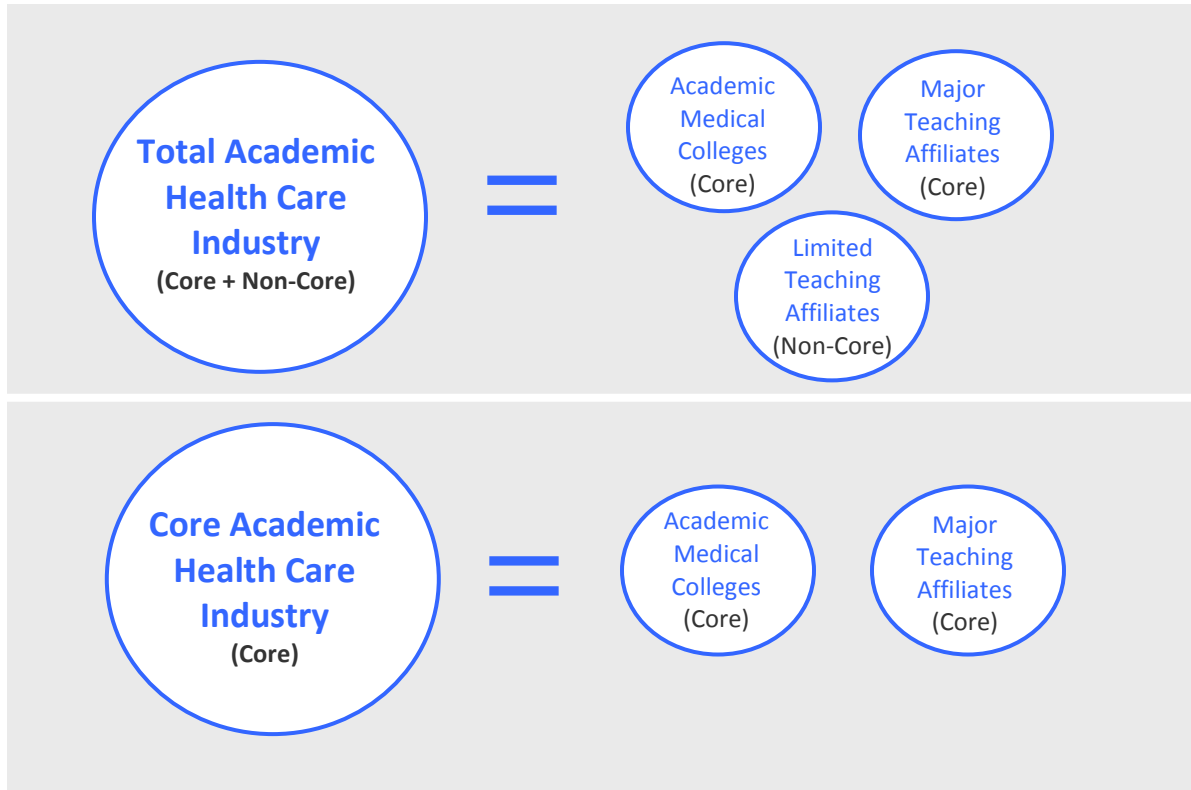 Total Academic
Health Care
Industry
(Core + Non-Core)
=
Academic
Medical
Colleges
(Core)
Major
Teaching
Affiliates
(Core)
Limited
Teaching
Affiliates
(Non-Core)
Core Academic
Health Care
Industry
(Core)
=
Academic
Medical
Colleges
(Core)
Major
Teaching
Affiliates
(Core)